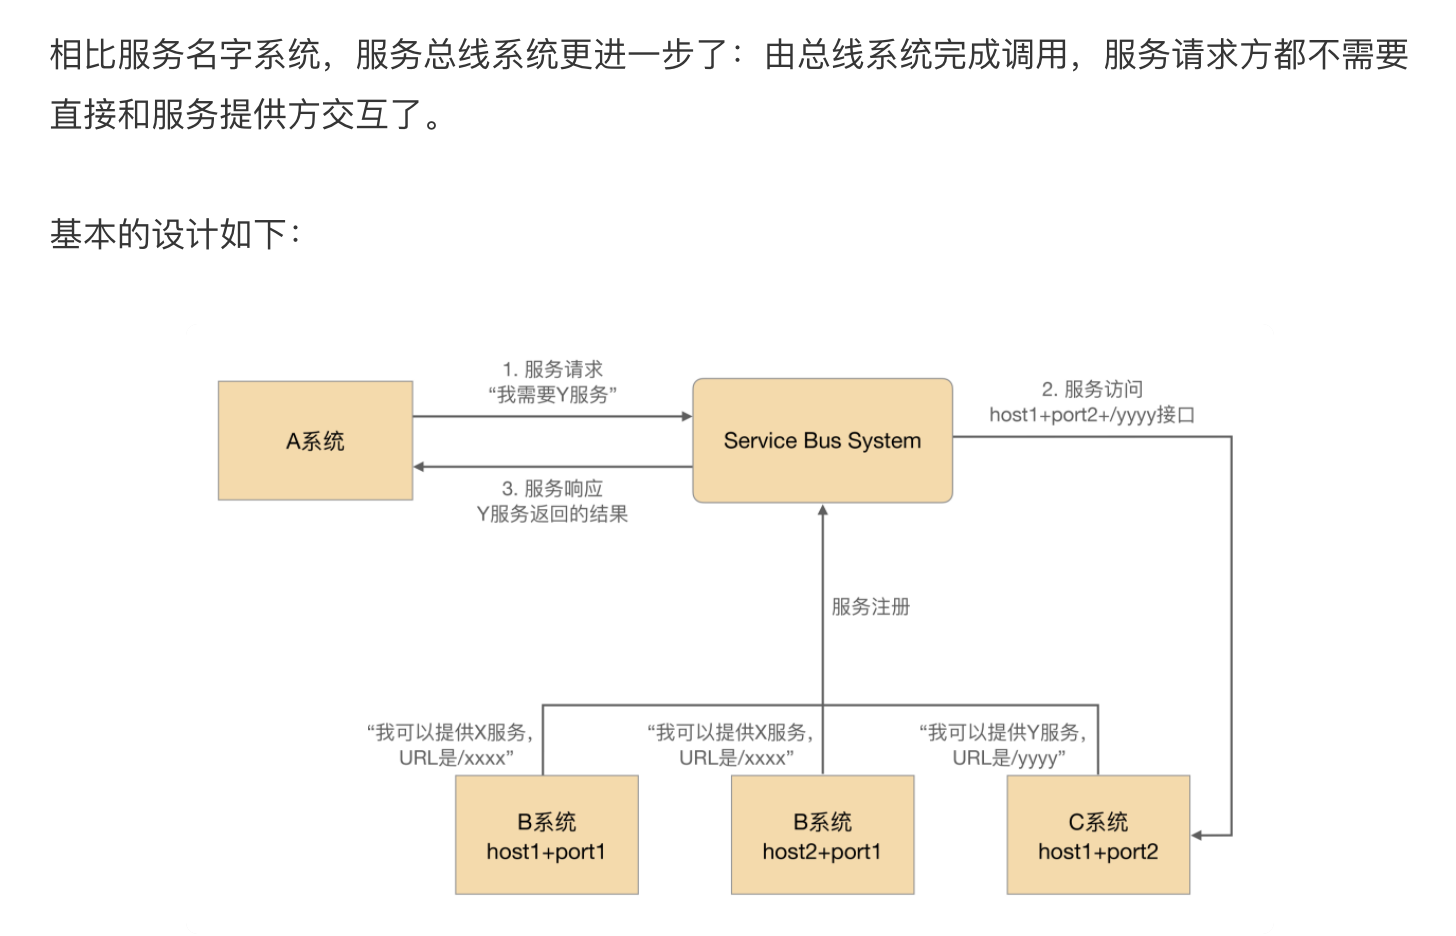 相比服务名字系统，服务总线系统更进一步了：由总线系统完成调用，服务请求方都不需要
直接和服务提供方交互了。
基本的设计如下：
1. 服务请求
“我需要Y服务”
2. 服务访问
host1+port2+/yyyy接口
A系统
Service Bus System
3. 服务响应
Y服务返回的结果
服务注册
“我可以提供X服务，
URL是/xxxx”
“我可以提供X服务，
URL是/xxxx”
“我可以提供Y服务，
URL是/yyyy”
B系统
host1+port1
B系统
host2+port1
C系统
host1+port2